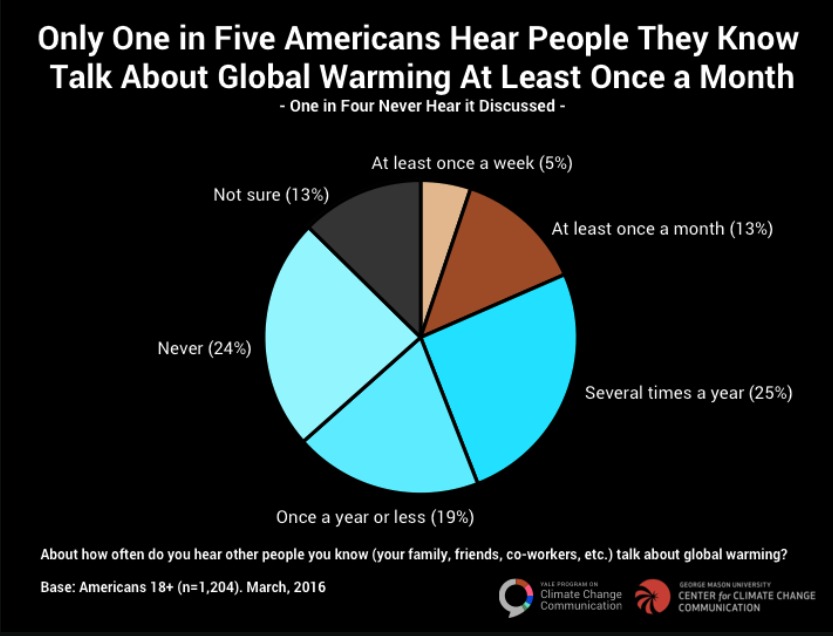 Only One in Five Americans Hear People They Know
Talk About Global Warming At Least Once a Month
- One in Four Never Hear it Discussed -
At least once a week (5%)
Not sure (13%)
At least once a month (13%)
Never (24%)
Several times a year (25%)
Once a year or less (19%)
About how often do you hear other people you know (your family, friends, co-workers, etc.) talk about global warming?
Base: Americans 18+ (n=1,204). March, 2016
YALE PROGRAM ON
Climate Change
Communication
GEORGE MASON UNIVERSITY
CENTER for CLIMATE CHANGE
COMMUNICATION